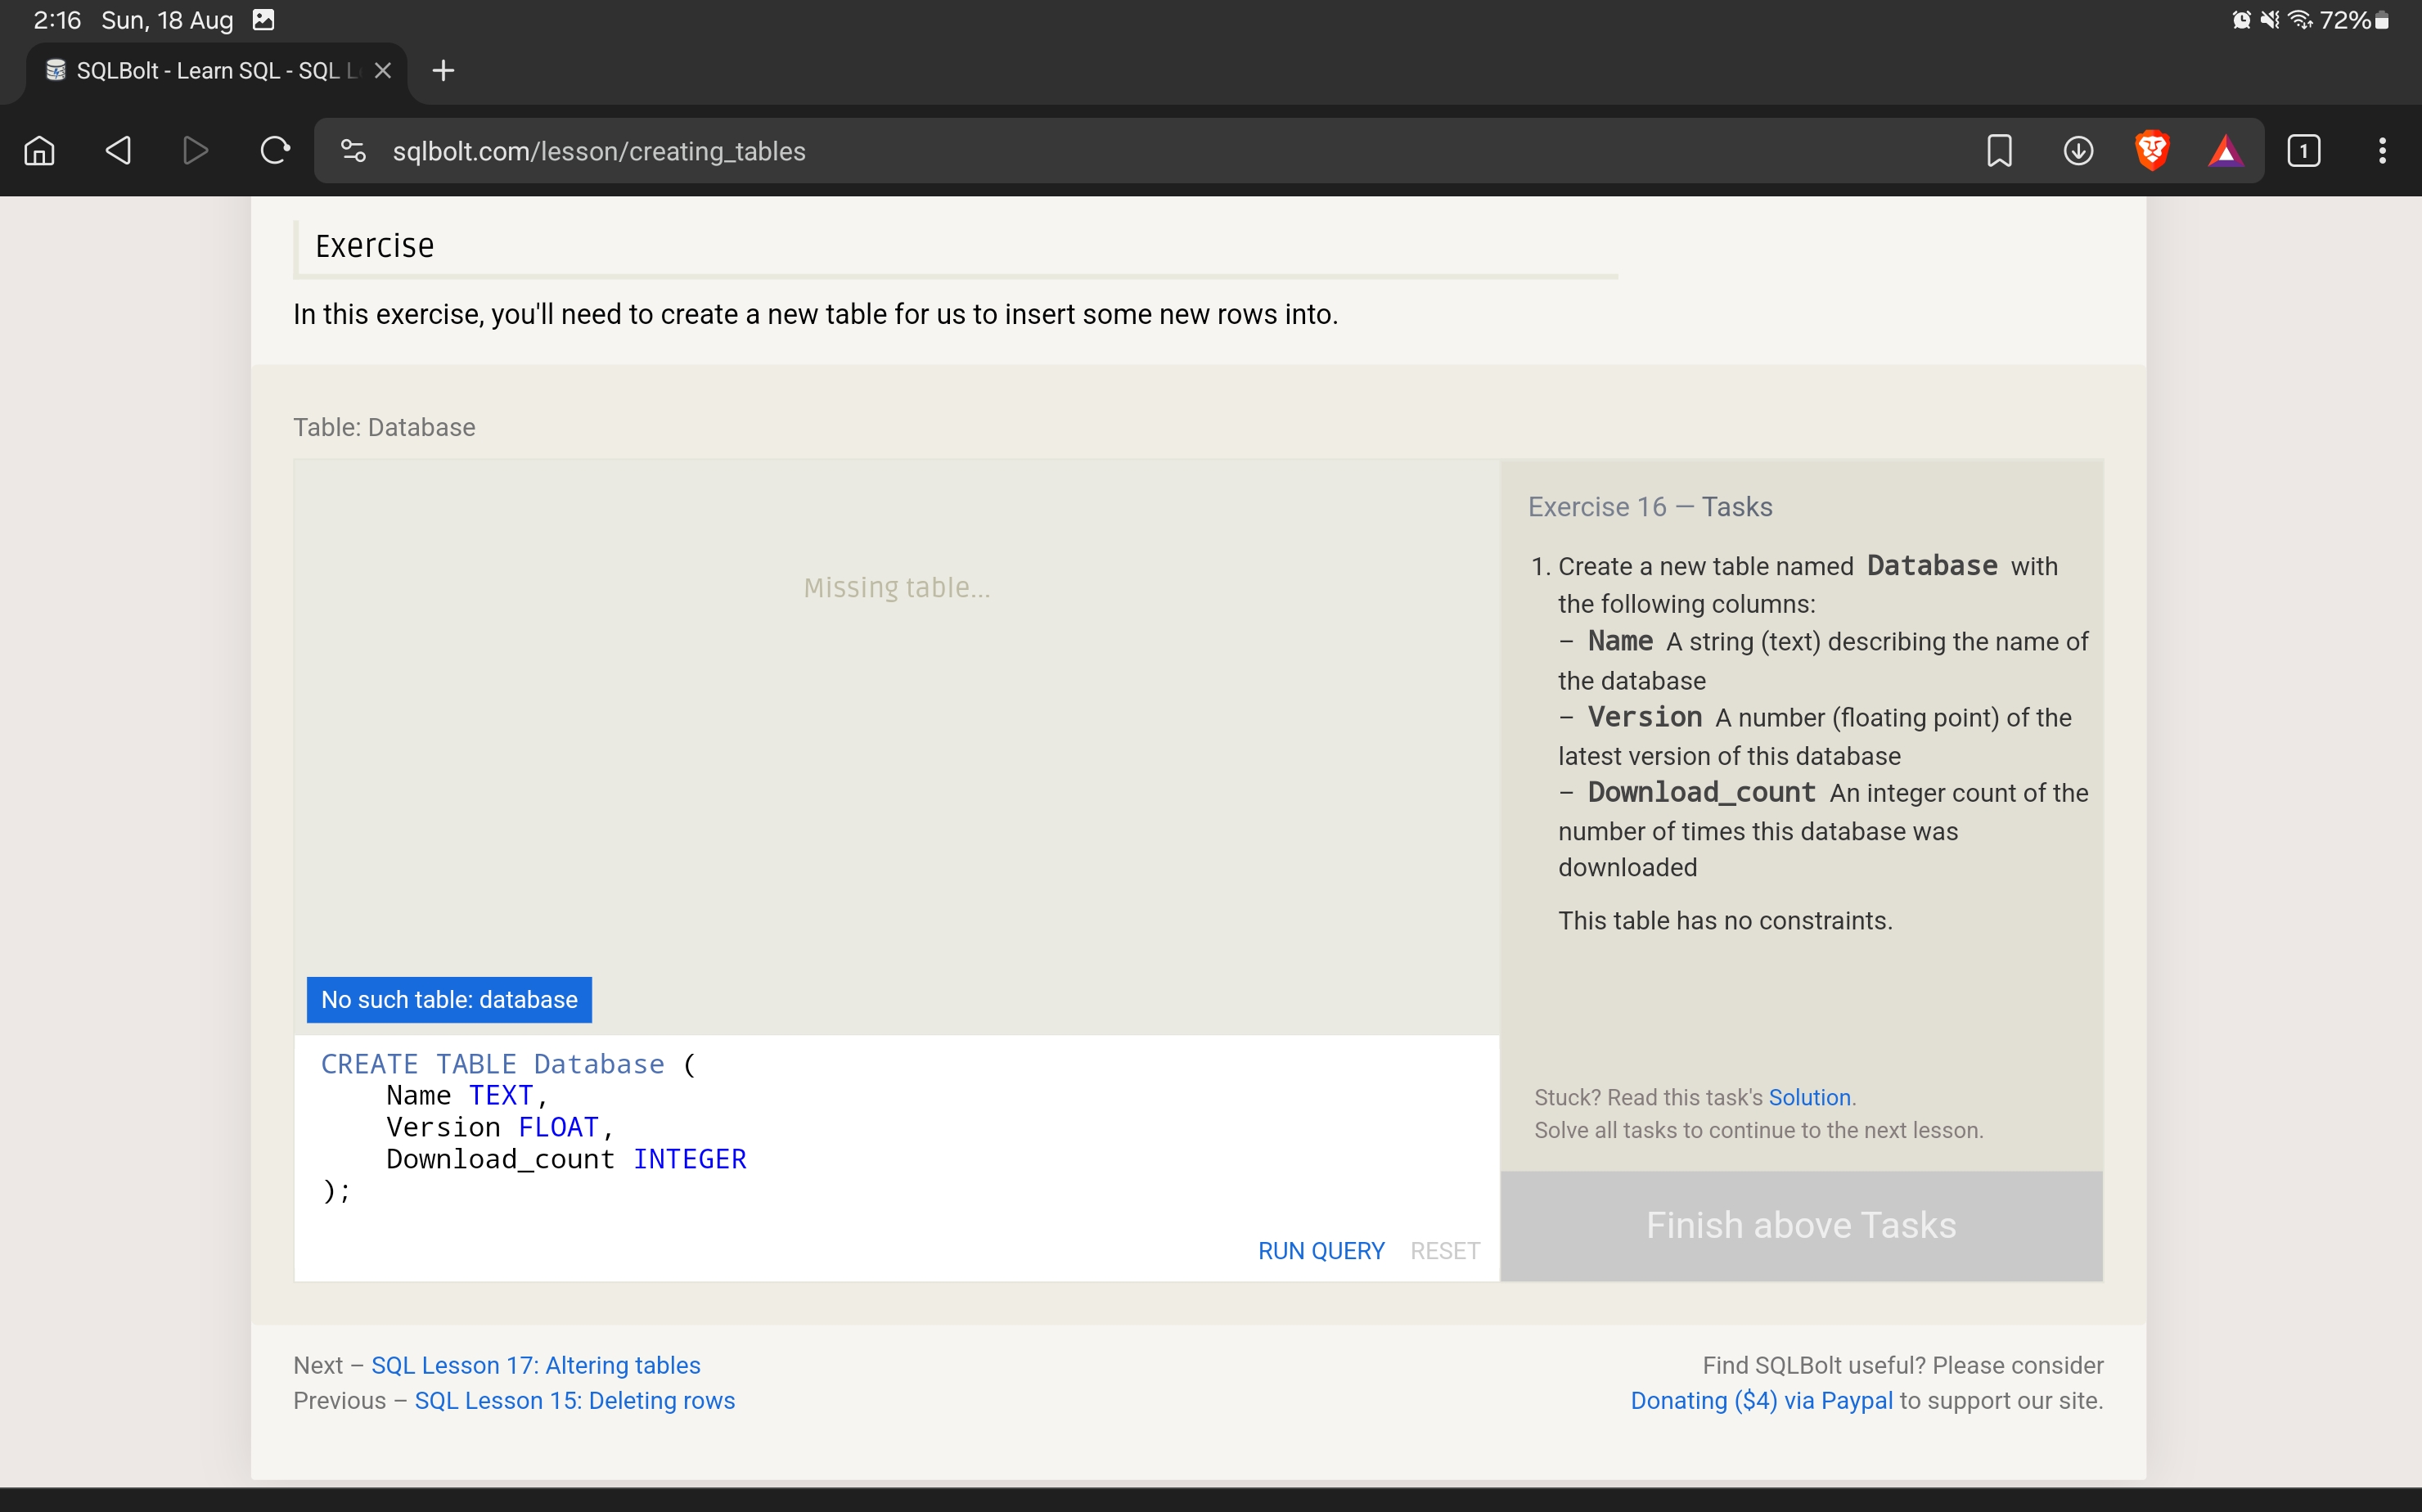 2:16 Sun, 18 Aug
72%
SQLBolt - Learn SQL - SQL L
sqlbolt.com/lesson/creating_tables
1
Exercise
In this exercise, you'll need to create a new table for us to insert some new rows into.
Table: Database
Missing table...
No such table: database
CREATE TABLE Database (
    Name TEXT,
    Version FLOAT,
    Download_count INTEGER
);
RUN QUERY RESET
Exercise 16 — Tasks
1. Create a new table named Database with
the following columns:
– Name A string (text) describing the name of
the database
– Version A number (floating point) of the
latest version of this database
– Download_count An integer count of the
number of times this database was
downloaded
This table has no constraints.
Stuck? Read this task's Solution.
Solve all tasks to continue to the next lesson.
Finish above Tasks
Next – SQL Lesson 17: Altering tables
Previous – SQL Lesson 15: Deleting rows
Find SQLBolt useful? Please consider
Donating ($4) via Paypal to support our site.